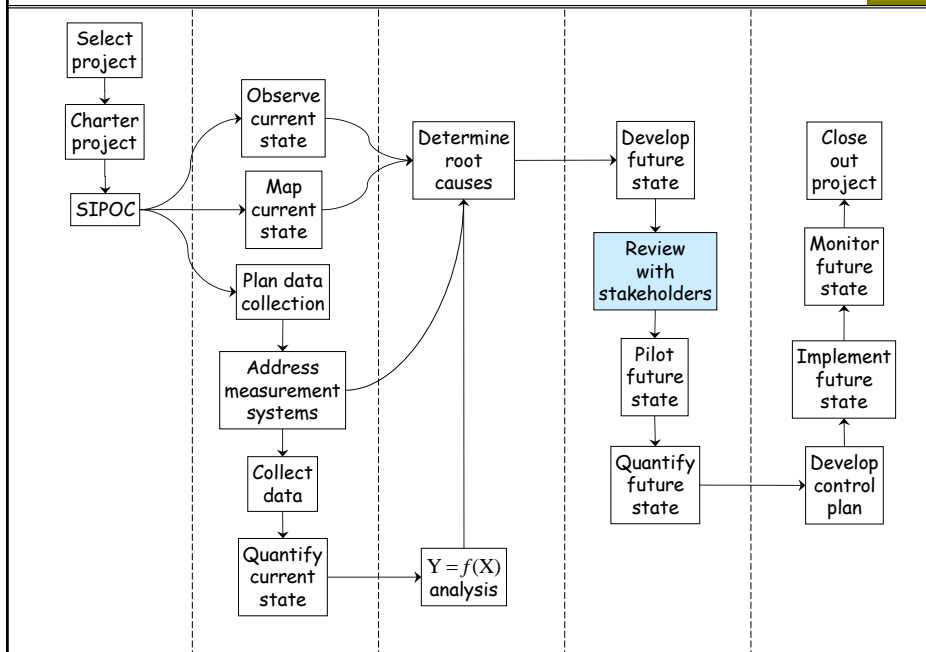 Select
project
Charter
project
SIPOC
Observe
current
state
Map
current
state
Plan data
collection
Address
measurement
systems
Collect
data
Quantify
current
state
Determine
root
causes
Y = f(X)
analysis
Develop
future
state
Review
with
stakeholders
Pilot
future
state
Quantify
future
state
Close
out
project
Monitor
future
state
Implement
future
state
Develop
control
plan